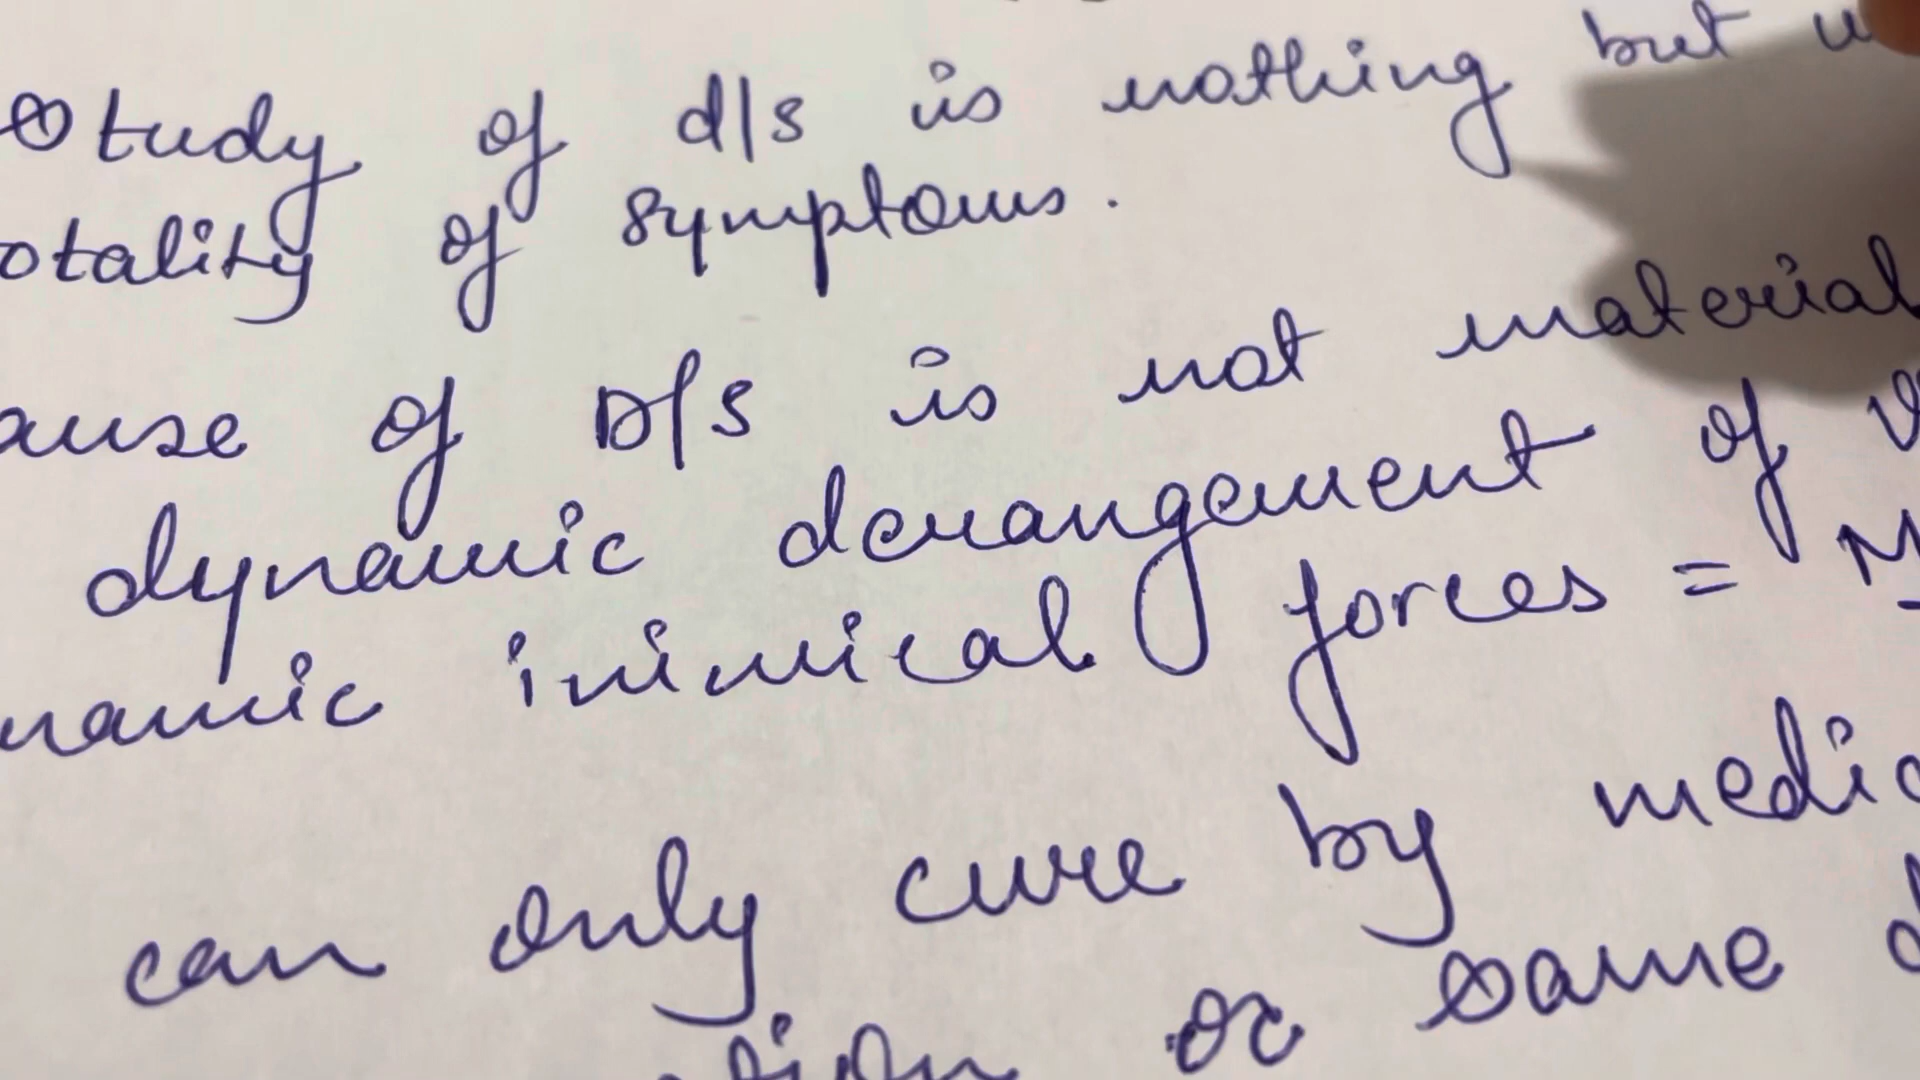 Study of d/s is nothing but
otality of symptoms.
ause of D/s is not material
dynamic derangement of
namic inimical forces =
can only cure by medic
or same